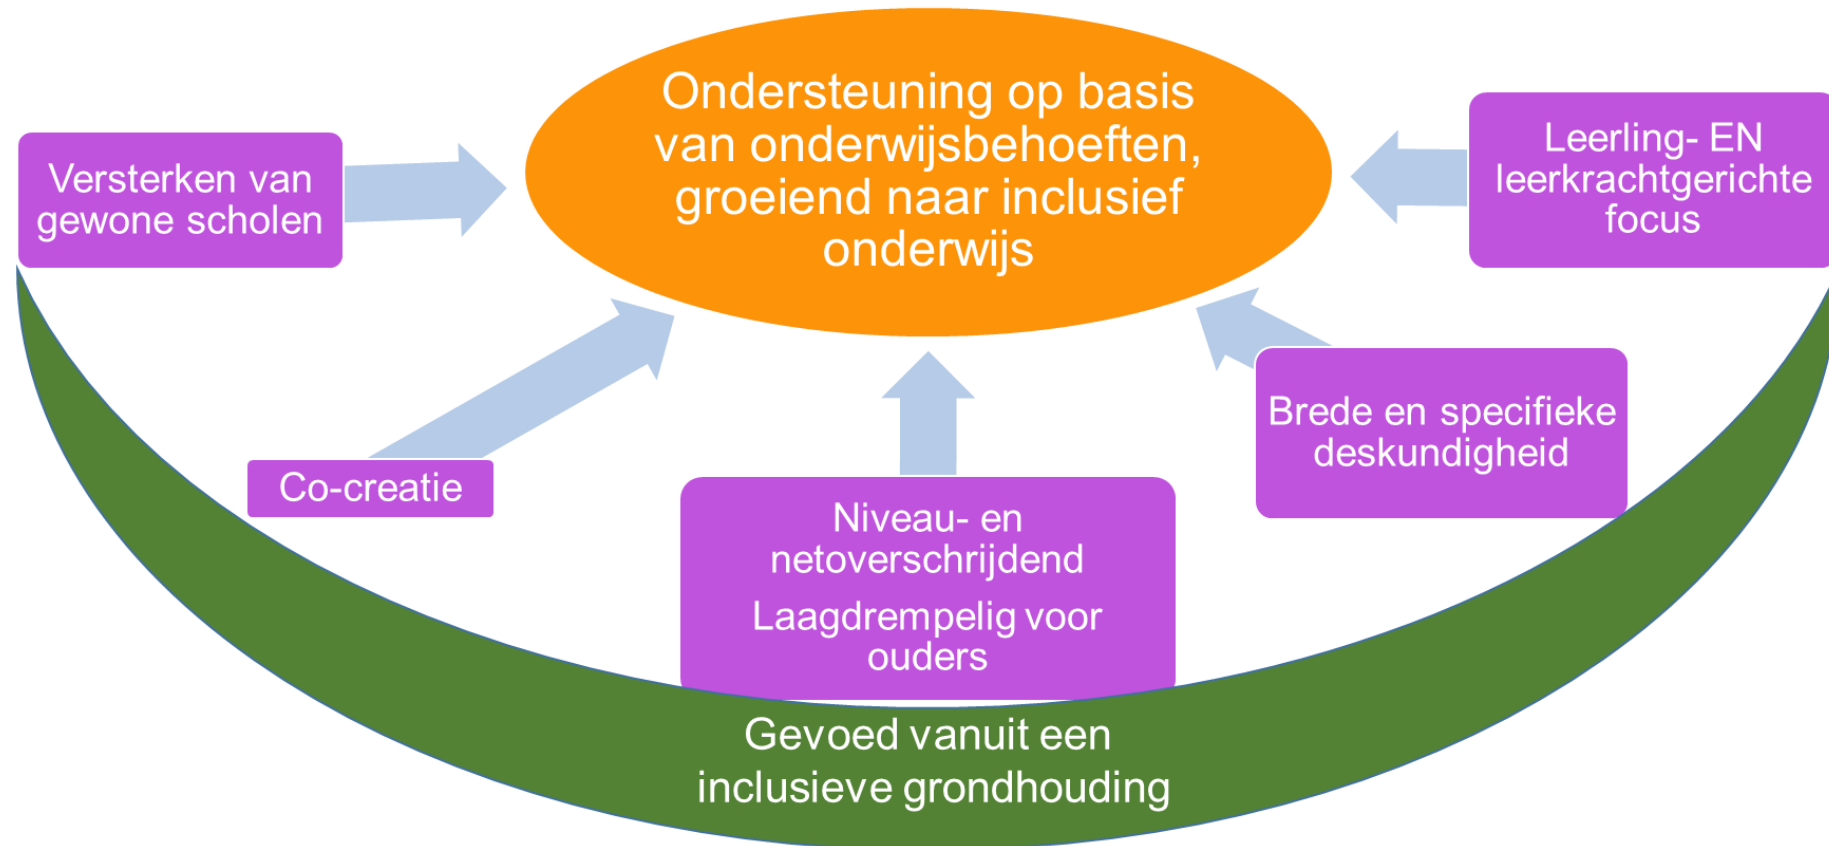 Ondersteuning op basis
van onderwijsbehoeften,
groeiend naar inclusief
onderwijs
Versterken van
gewone scholen
Leerling- EN
leerkrachtgerichte
focus
Co-creatie
Niveau- en
netoverschrijdend
Laagdrempelig voor
ouders
Brede en specifieke
deskundigheid
Gevoed vanuit een
inclusieve grondhouding